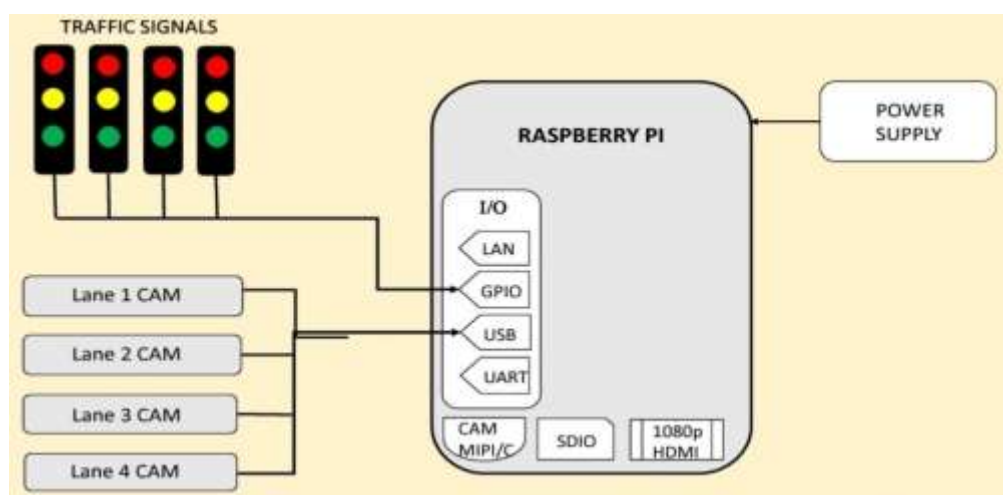 TRAFFIC SIGNALS
RASPBERRY PI
POWER
SUPPLY
I/O
LAN
GPIO
USB
UART
Lane 1 CAM
Lane 2 CAM
Lane 3 CAM
Lane 4 CAM
CAM
MIPI/C
SDIO
1080p
HDMI